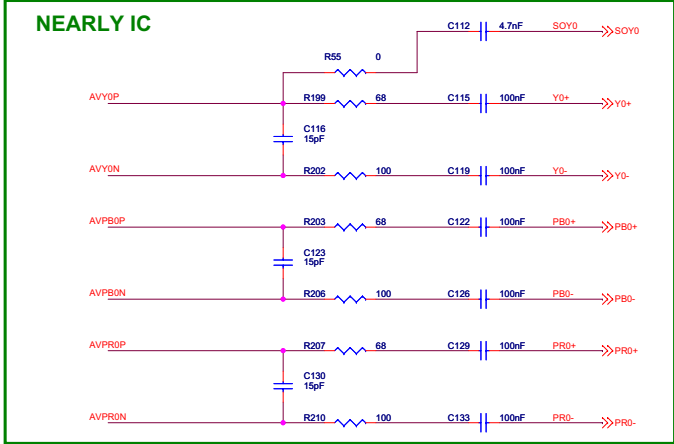 NEARLY IC
C112 4.7nF SOY0 SOY0
R55 0
AVY0P R199 68 C115 100nF Y0+ Y0+
C116
15pF
AVY0N R202 100 C119 100nF Y0- Y0-
AVPB0P R203 68 C122 100nF PB0+ PB0+
C123
15pF
AVPB0N R206 100 C126 100nF PB0- PB0-
AVPR0P R207 68 C129 100nF PR0+ PR0+
C130
15pF
AVPR0N R210 100 C133 100nF PR0- PR0-